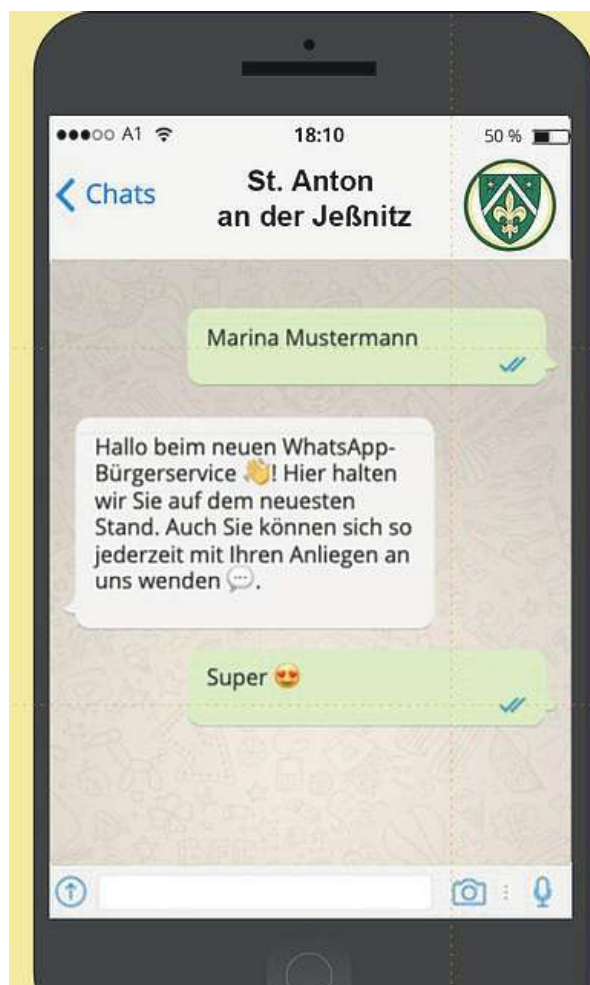 ●●●○○ A1 18:10 50 %
Chats
St. Anton
an der Jeßnitz
Marina Mustermann
Hallo beim neuen WhatsApp-
Bürgerservice 👋! Hier halten
wir Sie auf dem neuesten
Stand. Auch Sie können sich so
jederzeit mit Ihren Anliegen an
uns wenden 💬.
Super 😍